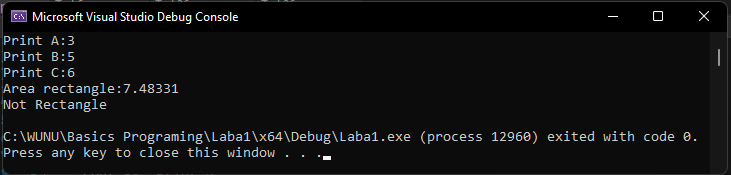 Microsoft Visual Studio Debug Console
Print A:3
Print B:5
Print C:6
Area rectangle:7.48331
Not Rectangle
C:\WUNU\Basics Programing\Laba1\x64\Debug\Laba1.exe (process 12960) exited with code 0.
Press any key to close this window . . .